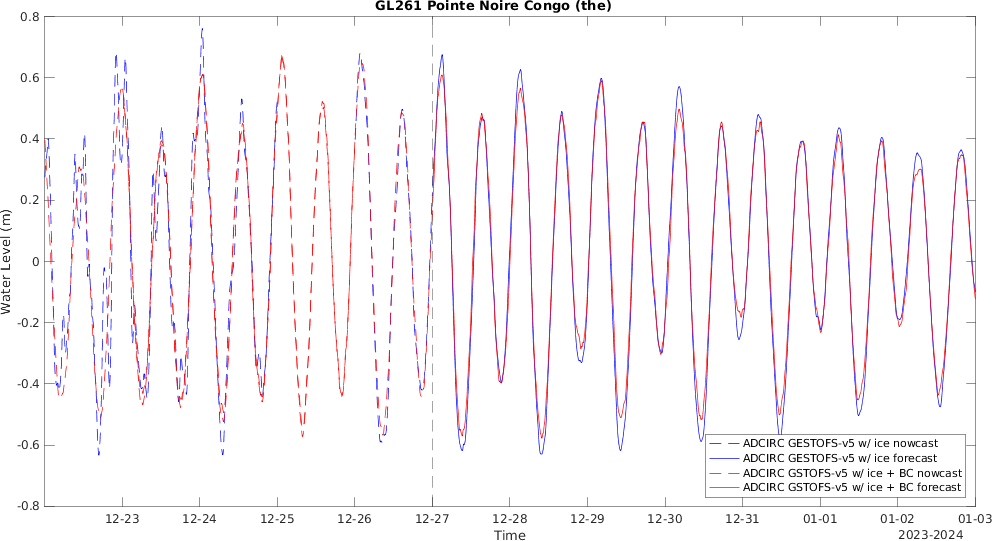 GL261 Pointe Noire Congo (the)
0.8
0.6
0.4
0.2
0
-0.2
-0.4
-0.6
-0.8
Water Level (m)
12-23 12-24 12-25 12-26 12-27 12-28 12-29 12-30 12-31 01-01 01-02 01-03
Time
2023-2024
ADCIRC GESTOFS-v5 w/ ice nowcast
ADCIRC GESTOFS-v5 w/ ice forecast
ADCIRC GSTOFS-v5 w/ ice + BC nowcast
ADCIRC GSTOFS-v5 w/ ice + BC forecast